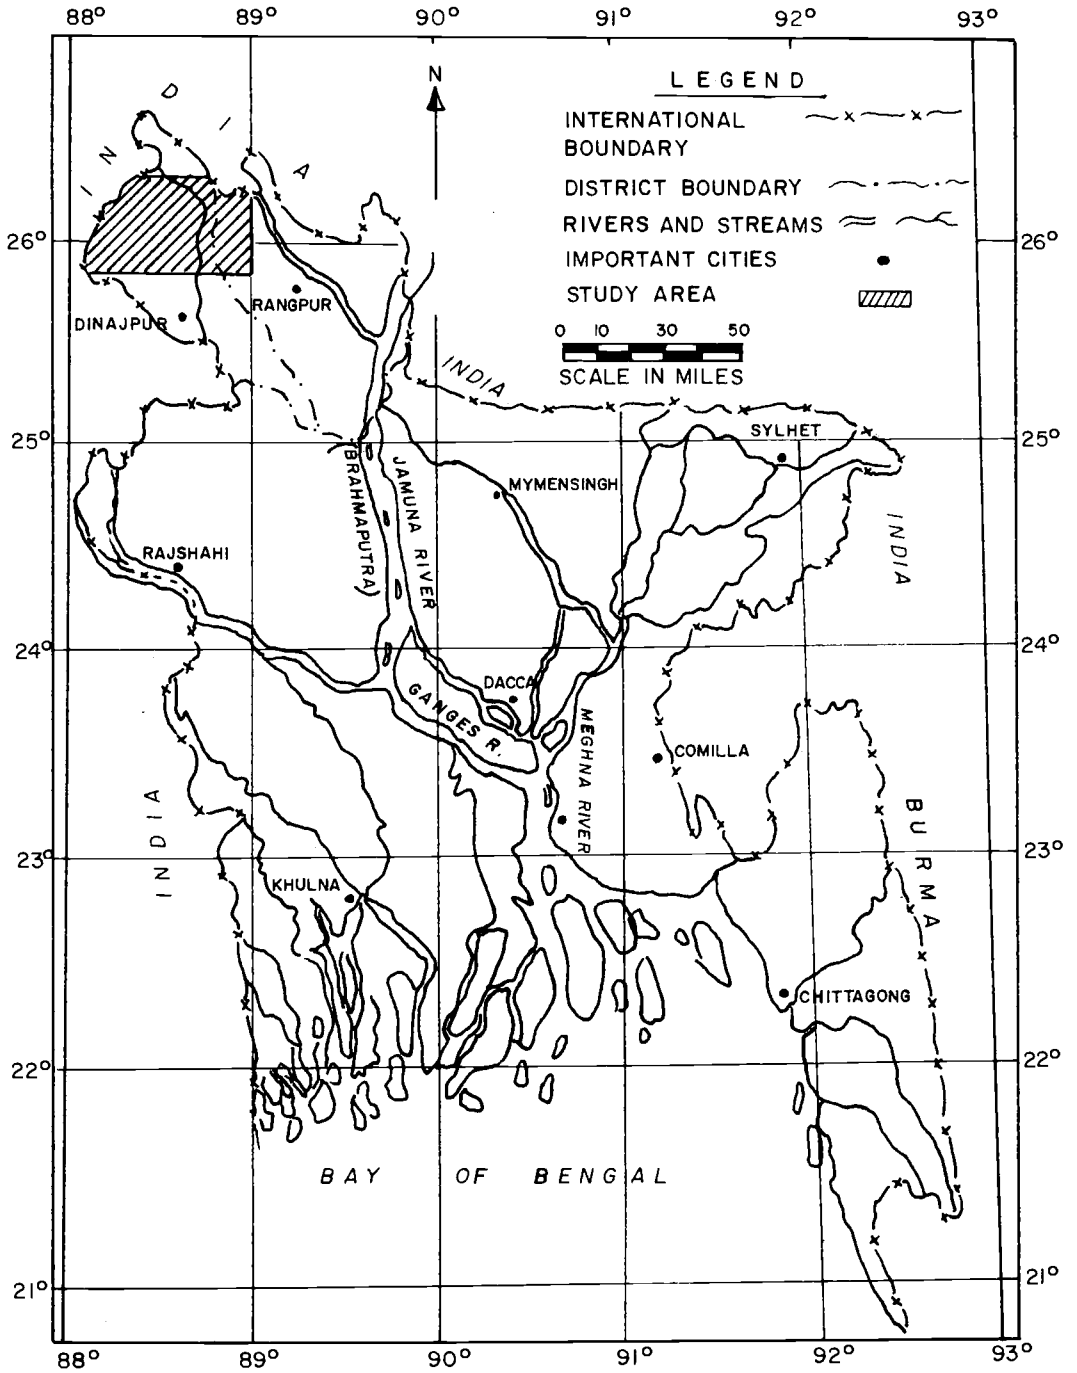 88° 89° 90° 91° 92° 93°
N
LEGEND
INTERNATIONAL
BOUNDARY
DISTRICT BOUNDARY
RIVERS AND STREAMS
IMPORTANT CITIES
STUDY AREA
0 10 30 50
SCALE IN MILES
INDIA
26° 26°
RANGPUR
DINAJPUR
INDIA
25° 25°
SYLHET
(BRAHMAPUTRA)
JAMUNA RIVER
MYMENSINGH
INDIA
RAJSHAHI
24° 24°
DACCA
GANGES R.
MEGHNA RIVER
COMILLA
INDIA
BURMA
23° 23°
KHULNA
CHITTAGONG
22° 22°
BAY OF BENGAL
21° 21°
88° 89° 90° 91° 92° 93°